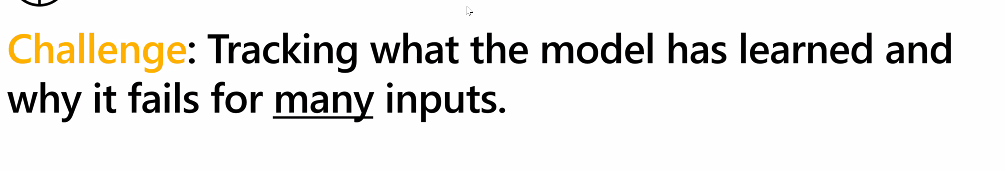 Challenge: Tracking what the model has learned and
why it fails for many inputs.